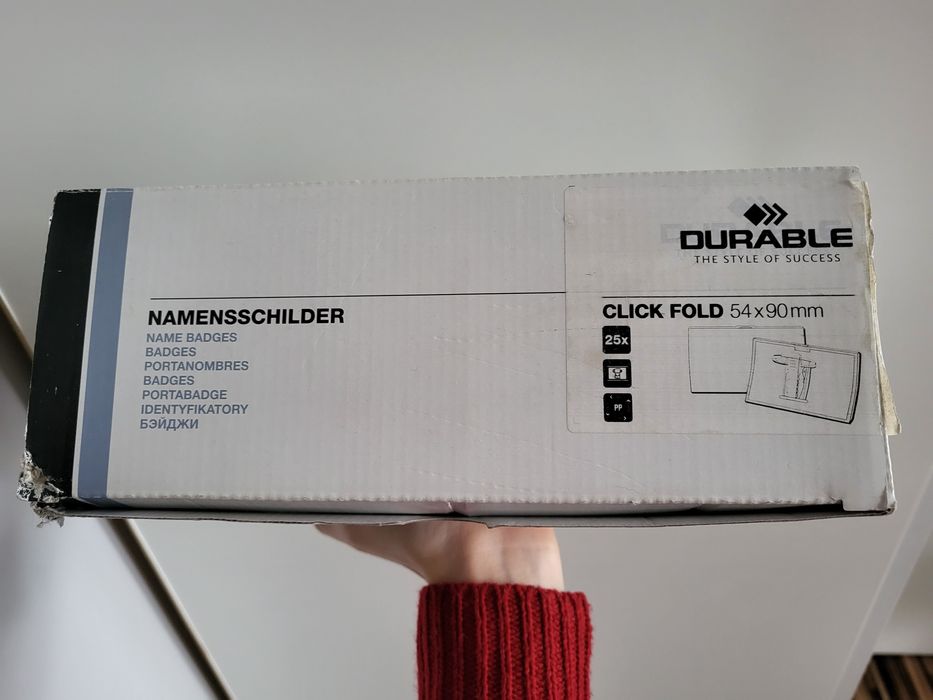 DURABLE
THE STYLE OF SUCCESS
NAMENSSCHILDER
NAME BADGES
BADGES
PORTANOMBRES
BADGES
PORTABADGE
IDENTYFIKATORY
БЭЙДЖИ
CLICK FOLD 54x90mm
25x
PP